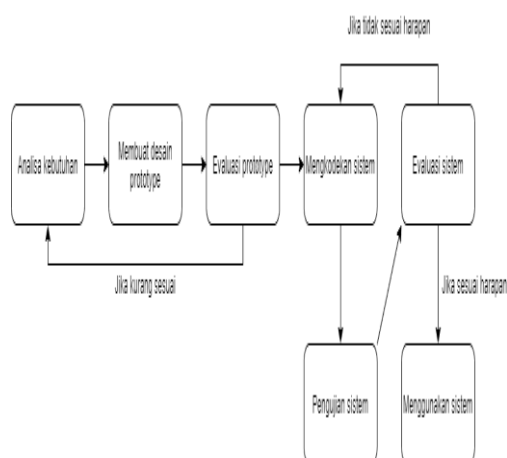 Jika tidak sesuai harapan
Analisa kebutuhan
Membuat desain
prototype
Evaluasi prototype
Mengkodekan sistem
Evaluasi sistem
Jika kurang sesuai
Jika sesuai harapan
Pengujian sistem
Menggunakan sistem